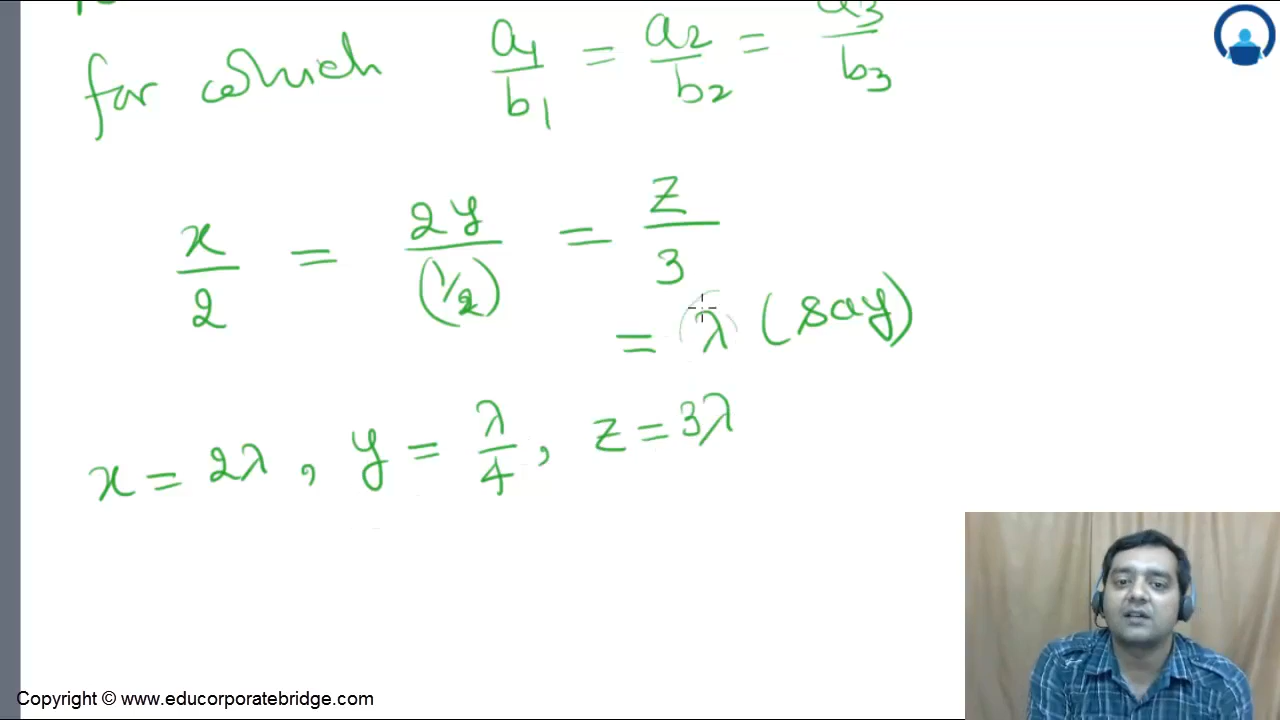 for which a1/b1 = a2/b2 = a3/b3
x/2 = 2y/(1/2) = z/3
= λ (say)
x = 2λ , y = λ/4 , z = 3λ
Copyright © www.educorporatebridge.com